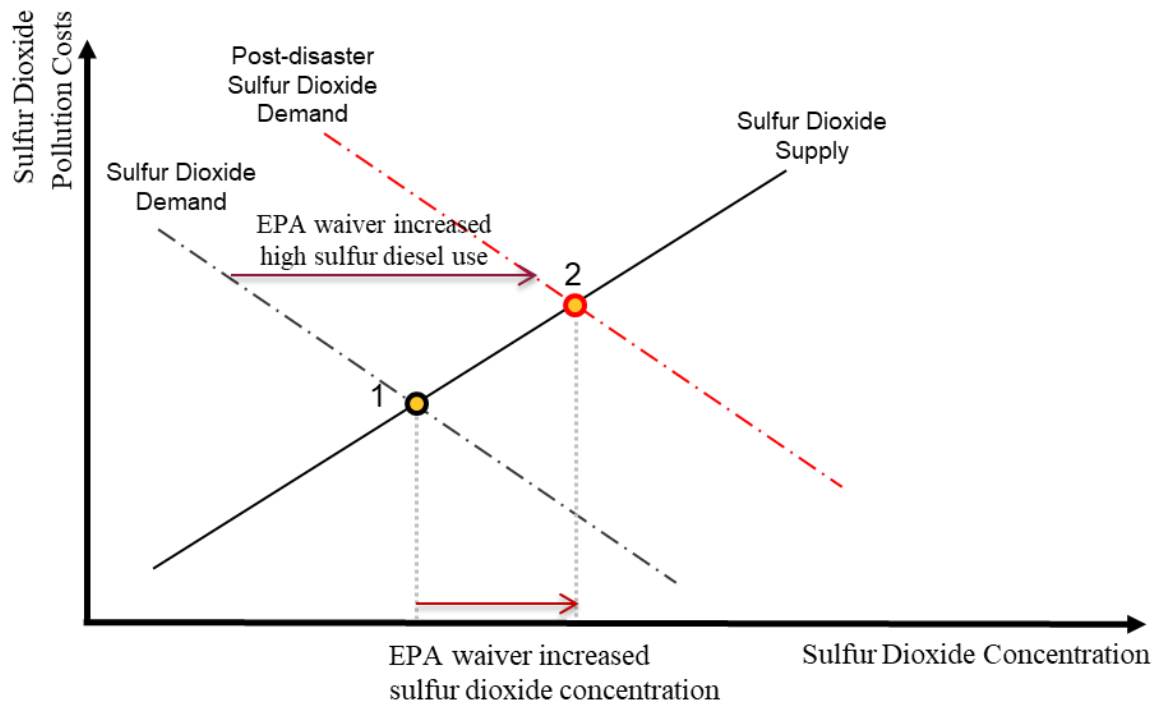 Sulfur Dioxide
Pollution Costs
Post-disaster
Sulfur Dioxide
Demand
Sulfur Dioxide
Supply
Sulfur Dioxide
Demand
EPA waiver increased
high sulfur diesel use
2
1
EPA waiver increased
sulfur dioxide concentration
Sulfur Dioxide Concentration